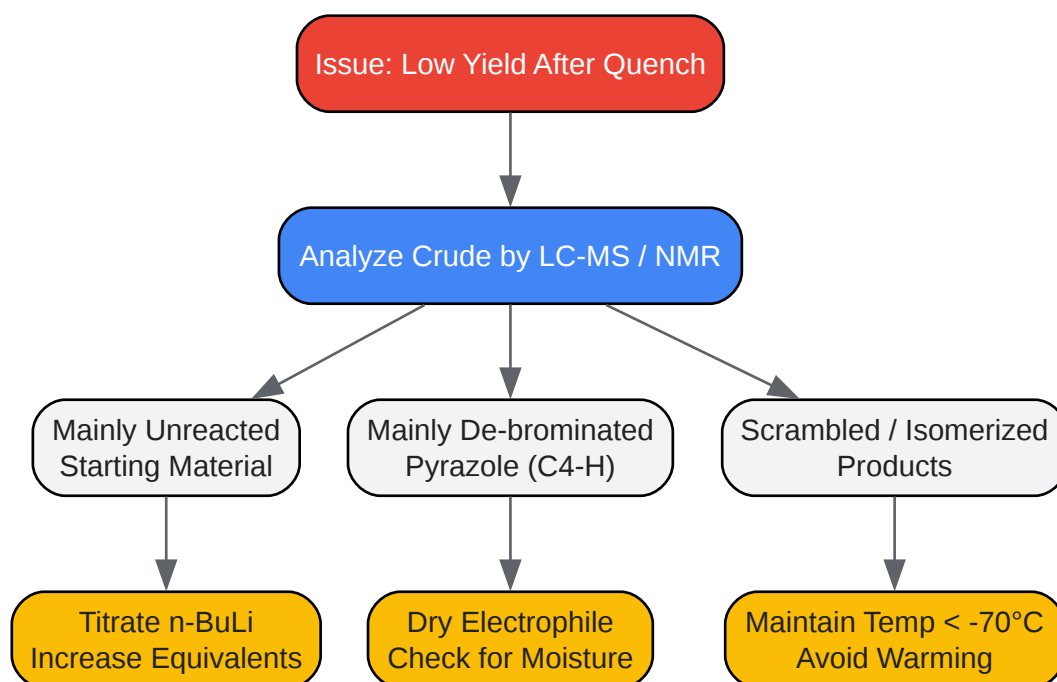 Issue: Low Yield After Quench
Analyze Crude by LC-MS / NMR
Mainly Unreacted
Starting Material
Mainly De-brominated
Pyrazole (C4-H)
Scrambled / Isomerized
Products
Titrate n-BuLi
Increase Equivalents
Dry Electrophile
Check for Moisture
Maintain Temp < -70°C
Avoid Warming